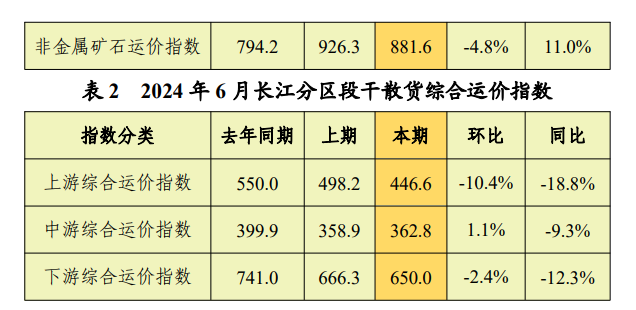 非金属矿石运价指数 794.2 926.3 881.6 -4.8% 11.0%
表 2 2024 年 6 月长江分区段干散货综合运价指数
指数分类 去年同期 上期 本期 环比 同比
上游综合运价指数 550.0 498.2 446.6 -10.4% -18.8%
中游综合运价指数 399.9 358.9 362.8 1.1% -9.3%
下游综合运价指数 741.0 666.3 650.0 -2.4% -12.3%